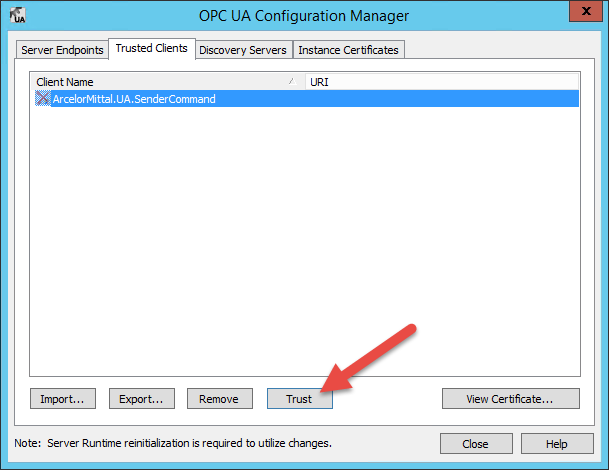 UA
OPC UA Configuration Manager
x
Server Endpoints Trusted Clients Discovery Servers Instance Certificates
Client Name URI
ArcelorMittal.UA.SenderCommand
Import... Export... Remove Trust View Certificate...
Note: Server Runtime reinitialization is required to utilize changes.
Close Help